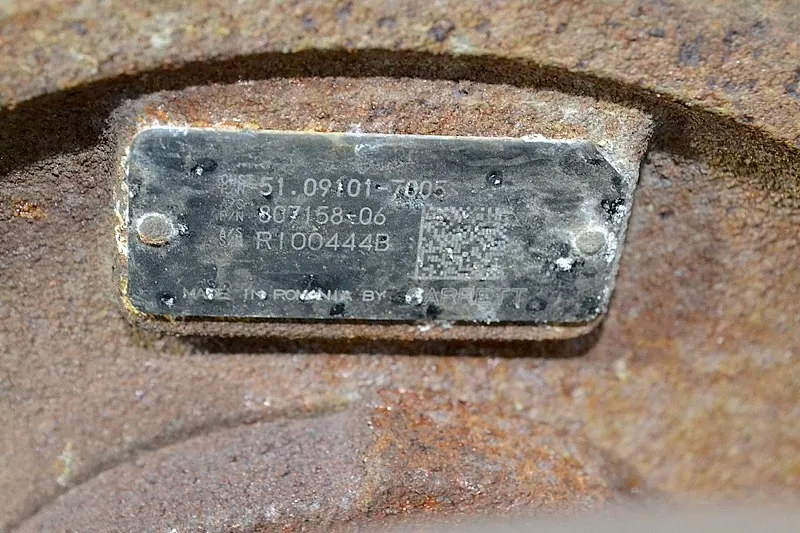 51.09101-7005
P/N 807158-06
A/S R100444B
MADE IN ROMANIA BY GARRETT